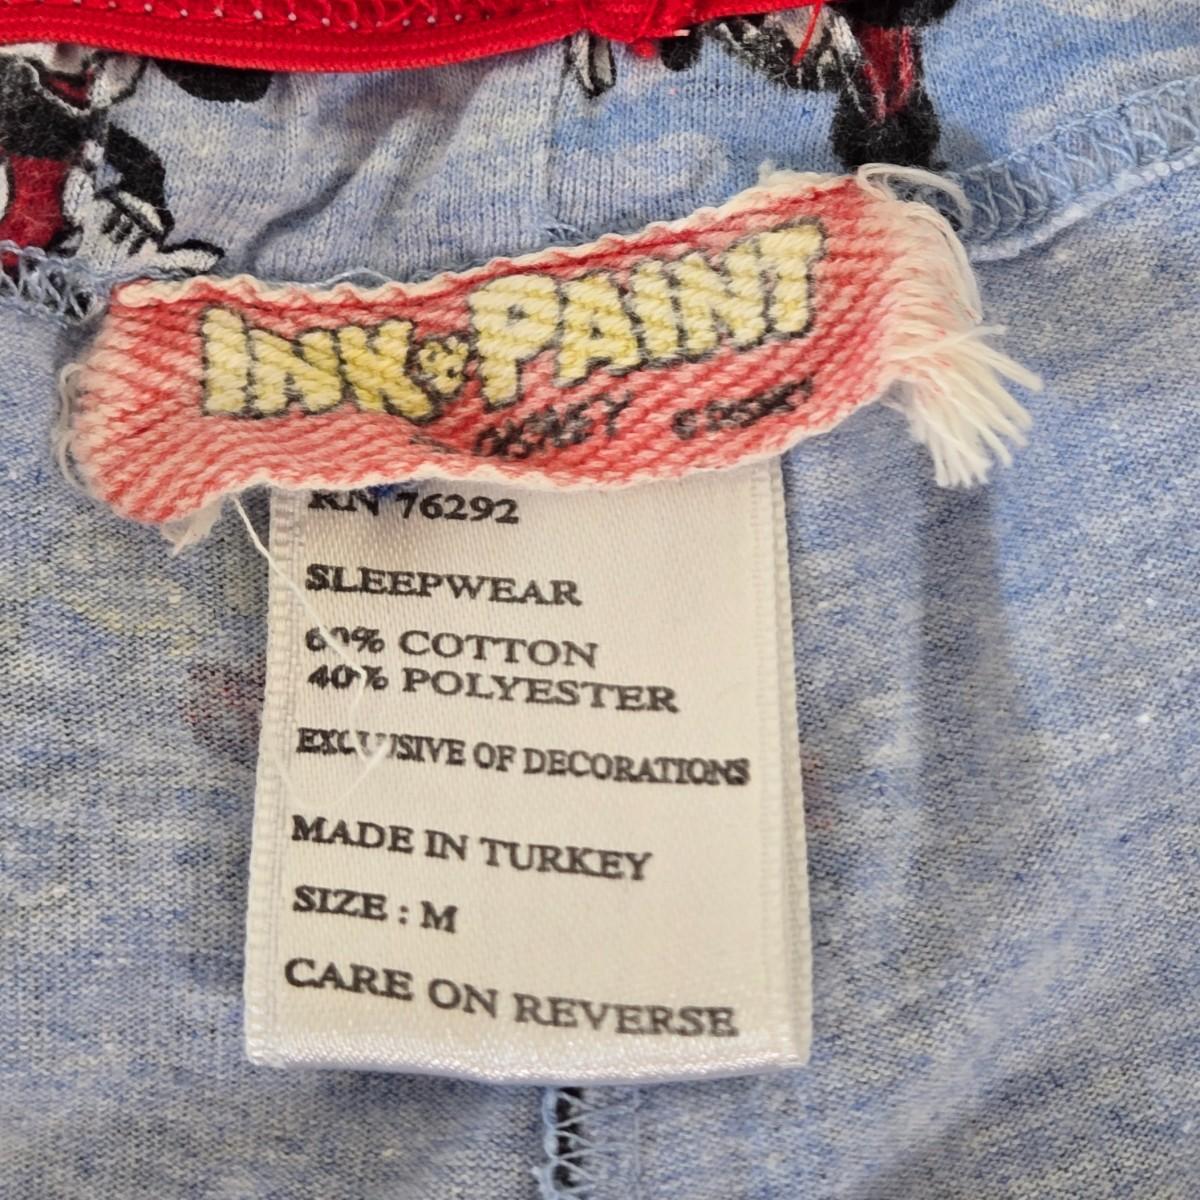 INK & PAINT
DISNEY © DISNEY
RN 76292
SLEEPWEAR
60% COTTON
40% POLYESTER
EXCLUSIVE OF DECORATIONS
MADE IN TURKEY
SIZE : M
CARE ON REVERSE